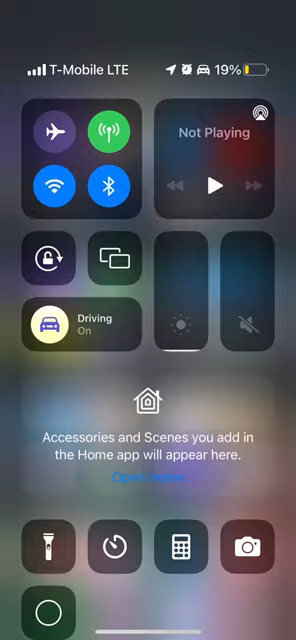 T-Mobile LTE 19%
Not Playing
Driving
On
Accessories and Scenes you add in
the Home app will appear here.
Open Home